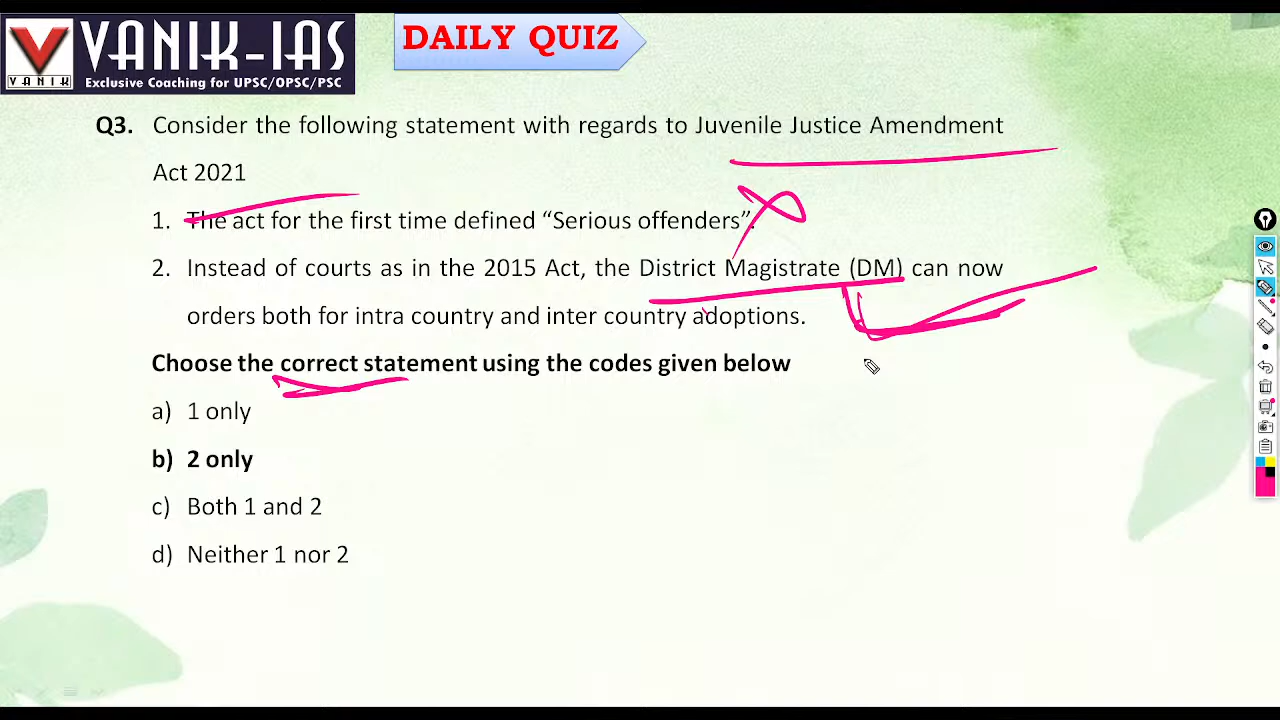 VANIK-IAS
VANIK
Exclusive Coaching for UPSC/OPSC/PSC
DAILY QUIZ
Q3. Consider the following statement with regards to Juvenile Justice Amendment
Act 2021
1. The act for the first time defined “Serious offenders”.
2. Instead of courts as in the 2015 Act, the District Magistrate (DM) can now
orders both for intra country and inter country adoptions.
Choose the correct statement using the codes given below
a) 1 only
b) 2 only
c) Both 1 and 2
d) Neither 1 nor 2